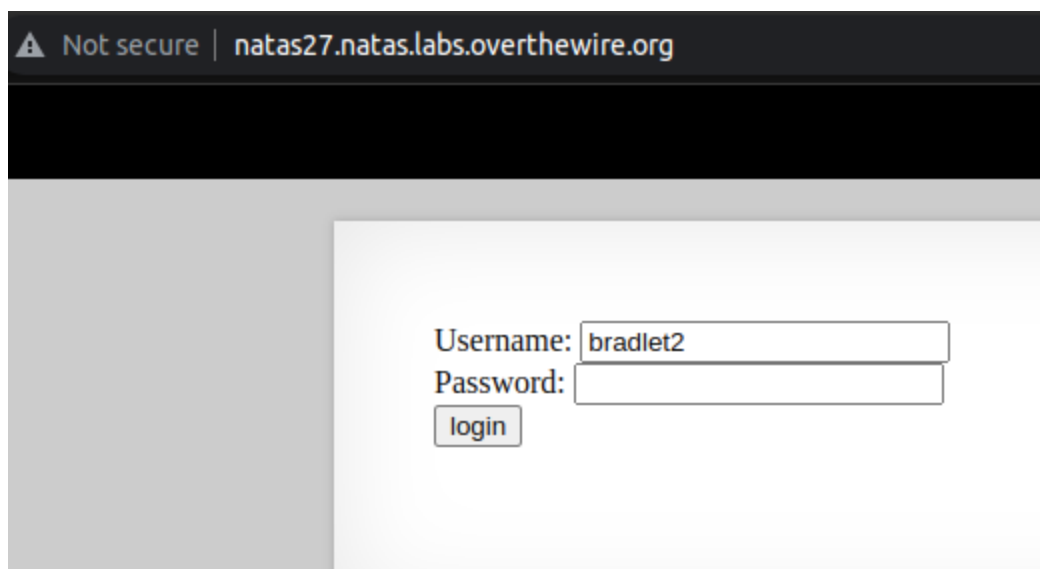 Not secure | natas27.natas.labs.overthewire.org
Username: bradlet2
Password:
login